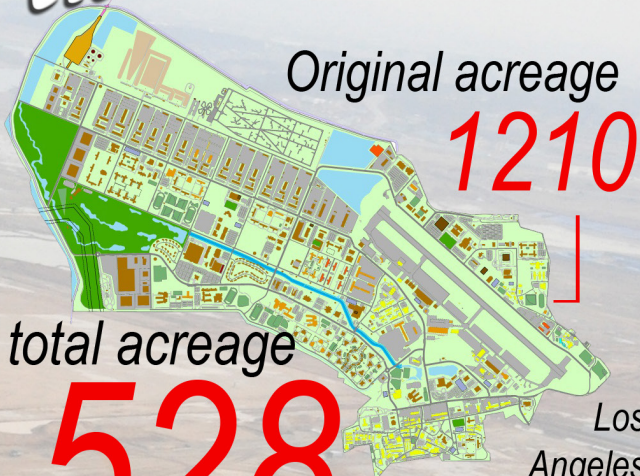 Original acreage
1210
total acreage
528
Los
Angeles